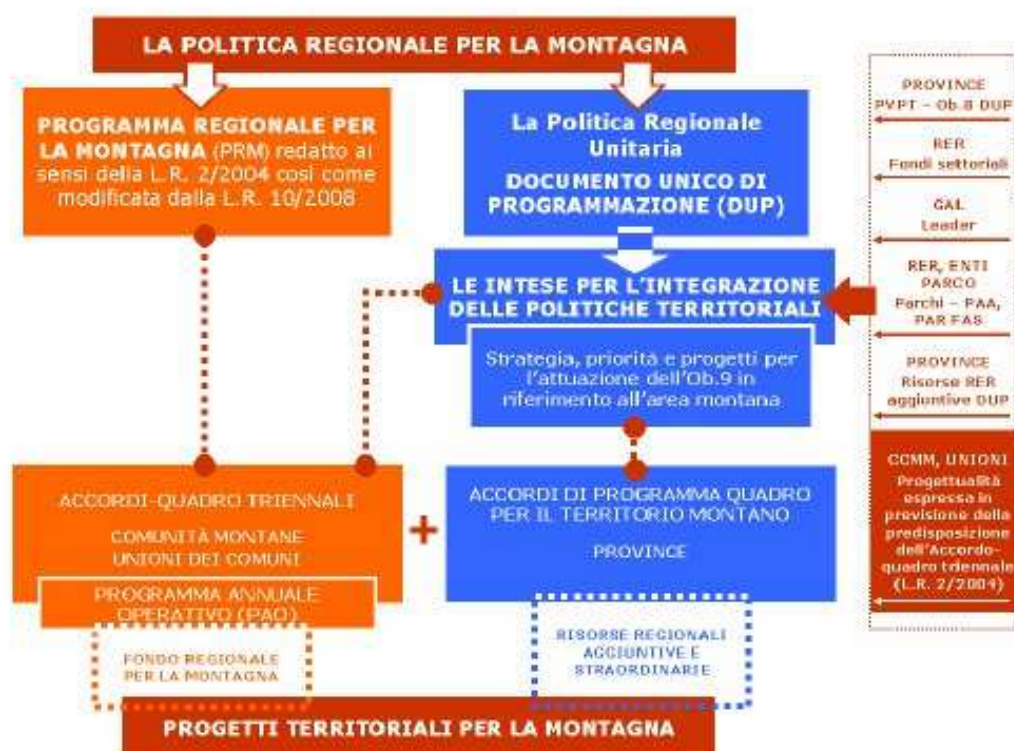 LA POLITICA REGIONALE PER LA MONTAGNA
PROGRAMMA REGIONALE PER
LA MONTAGNA (PRM) redatto ai
sensi della L.R. 2/2004 così come
modificata dalla L.R. 10/2008
La Politica Regionale
Unitaria
DOCUMENTO UNICO DI
PROGRAMMAZIONE (DUP)
LE INTESE PER L'INTEGRAZIONE
DELLE POLITICHE TERRITORIALI
Strategia, priorità e progetti per
l'attuazione dell'Ob.9 in
riferimento all'area montana
ACCORDI-QUADRO TRIENNALI
COMUNITÀ MONTANE
UNIONI DEI COMUNI
PROGRAMMA ANNUALE
OPERATIVO (PAO)
FONDO REGIONALE
PER LA MONTAGNA
+
ACCORDI DI PROGRAMMA QUADRO
PER IL TERRITORIO MONTANO
PROVINCE
RISORSE REGIONALI
AGGIUNTIVE E
STRAORDINARIE
PROGETTI TERRITORIALI PER LA MONTAGNA
PROVINCE
PVPT - Ob.8 DUP
RER
Fondi settoriali
GAL
Leader
RER, ENTI
PARCO
Parchi - PAA,
PAR FAS
PROVINCE
Risorse RER
aggiuntive DUP
CCMM, UNIONI
Progettualità
espressa in
previsione della
predisposizione
dell'Accordo-
quadro triennale
(L.R. 2/2004)